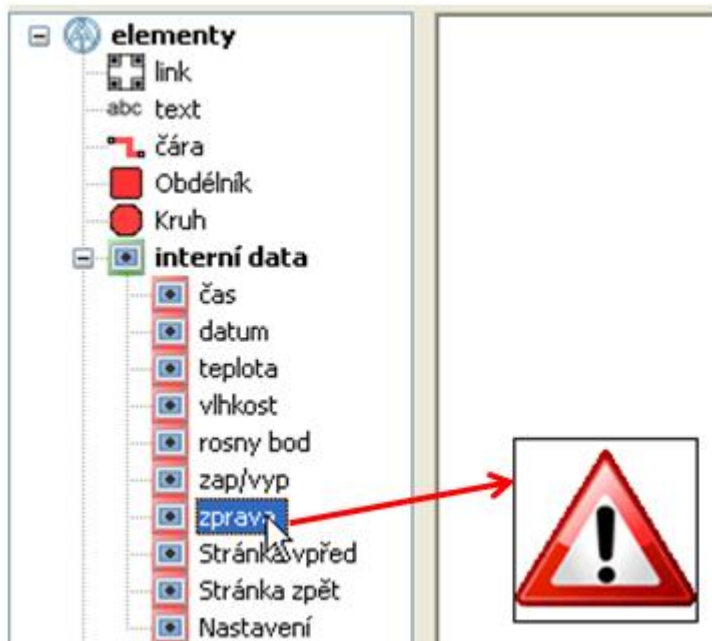 elementy
link
abc text
čára
Obdélník
Kruh
interní data
čas
datum
teplota
vlhkost
rosny bod
zap/vyp
zprava
Stránka vpřed
Stránka zpět
Nastavení